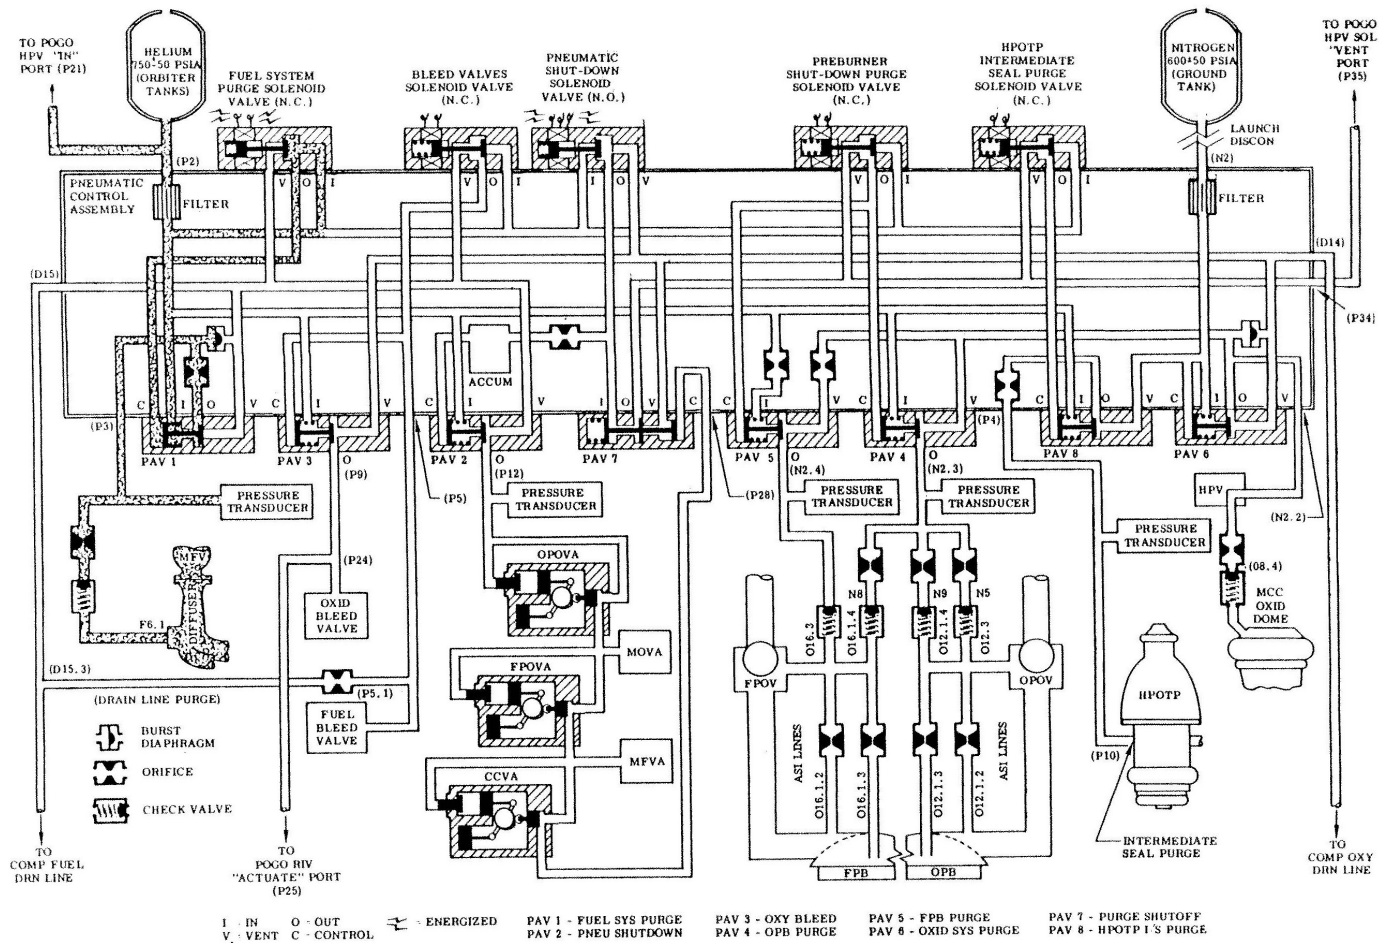 TO POGO
HPV "IN"
PORT (P21)
HELIUM
750-50 PSIA
(ORBITER
TANKS)
FUEL SYSTEM
PURGE SOLENOID
VALVE (N.C.)
BLEED VALVES
SOLENOID VALVE
(N.C.)
PNEUMATIC
SHUT-DOWN
SOLENOID
VALVE (N.O.)
PREBURNER
SHUT-DOWN PURGE
SOLENOID VALVE
(N.C.)
HPOTP
INTERMEDIATE
SEAL PURGE
SOLENOID VALVE
(N.C.)
NITROGEN
600±50 PSIA
(GROUND
TANK)
TO POGO
HPV SOL
"VENT
PORT
(P35)
LAUNCH
DISCON
(P2)
(N2)
PNEUMATIC
CONTROL
ASSEMBLY
FILTER
V O I
V O I
I O V
V O I
V O I
FILTER
(D15)
(D14)
(P34)
ACCUM
C I O V
C I V
C I V
I O V C
C I
C I V
C I O V
C I O V
(P3)
(P4)
PAV 1
PAV 3
O
(P9)
(P5)
PAV 2
O
(P12)
PAV 7
(P28)
PAV 5
O
(N2.4)
PAV 4
O
(N2.3)
PAV 8
PAV 6
(N2.2)
PRESSURE
TRANSDUCER
PRESSURE
TRANSDUCER
PRESSURE
TRANSDUCER
PRESSURE
TRANSDUCER
PRESSURE
TRANSDUCER
HPV
(O8.4)
MCC
OXID
DOME
MFV
DIFFUSER
F6.1
(P24)
OXID
BLEED
VALVE
OPOVA
MOVA
FPOVA
MFVA
CCVA
N8
N9
N5
O16.3
O16.1.4
O12.1.4
O12.3
FPOV
OPOV
HPOTP
(D15.3)
(DRAIN LINE PURGE)
(P5.1)
FUEL
BLEED
VALVE
BURST
DIAPHRAGM
ORIFICE
CHECK VALVE
ASI LINES
O16.1.2
O16.1.3
O12.1.3
O12.1.2
ASI LINES
(P10)
INTERMEDIATE
SEAL PURGE
FPB
OPB
TO
COMP FUEL
DRN LINE
TO
POGO RIV
"ACTUATE" PORT
(P25)
TO
COMP OXY
DRN LINE
I - IN O - OUT - ENERGIZED
V - VENT C - CONTROL
PAV 1 - FUEL SYS PURGE
PAV 2 - PNEU SHUTDOWN
PAV 3 - OXY BLEED
PAV 4 - OPB PURGE
PAV 5 - FPB PURGE
PAV 6 - OXID SYS PURGE
PAV 7 - PURGE SHUTOFF
PAV 8 - HPOTP I'S PURGE